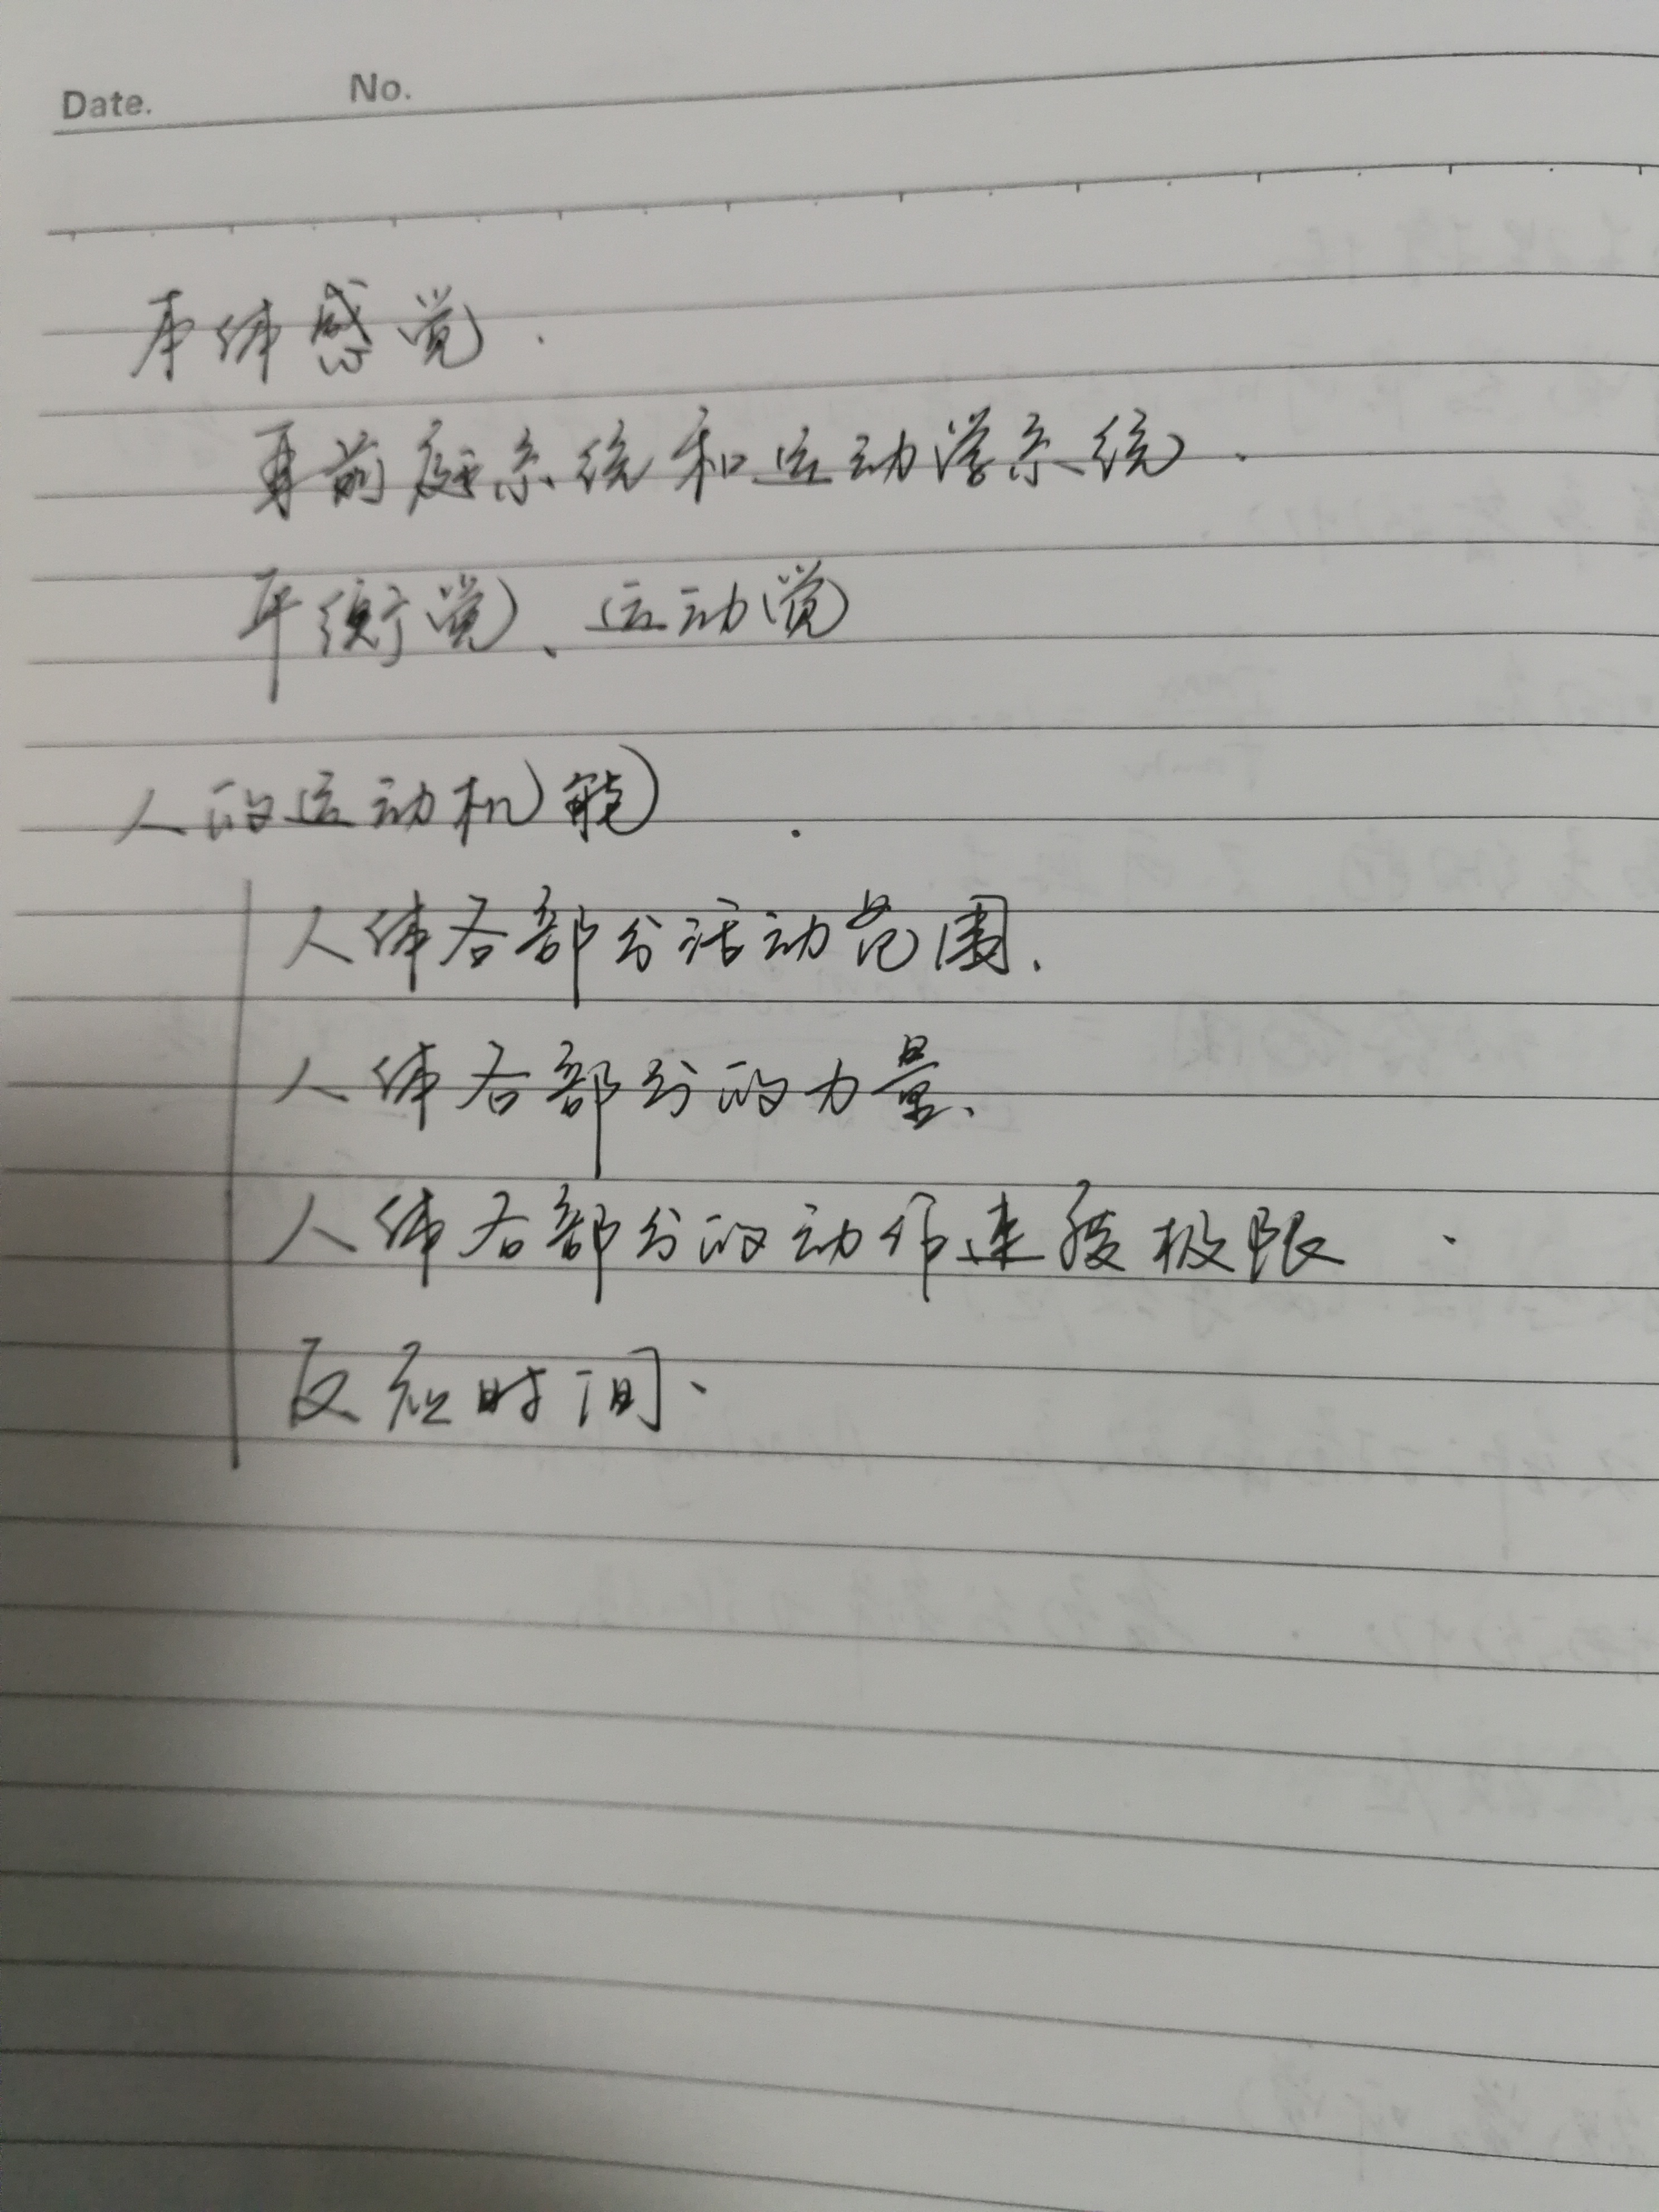 Date. No.
本体感觉.
耳前庭系统和运动学系统.
平衡觉、运动觉
人的运动机能
人体各部分活动范围、
人体各部分的力量、
人体各部分的动作速度极限
反应时间、